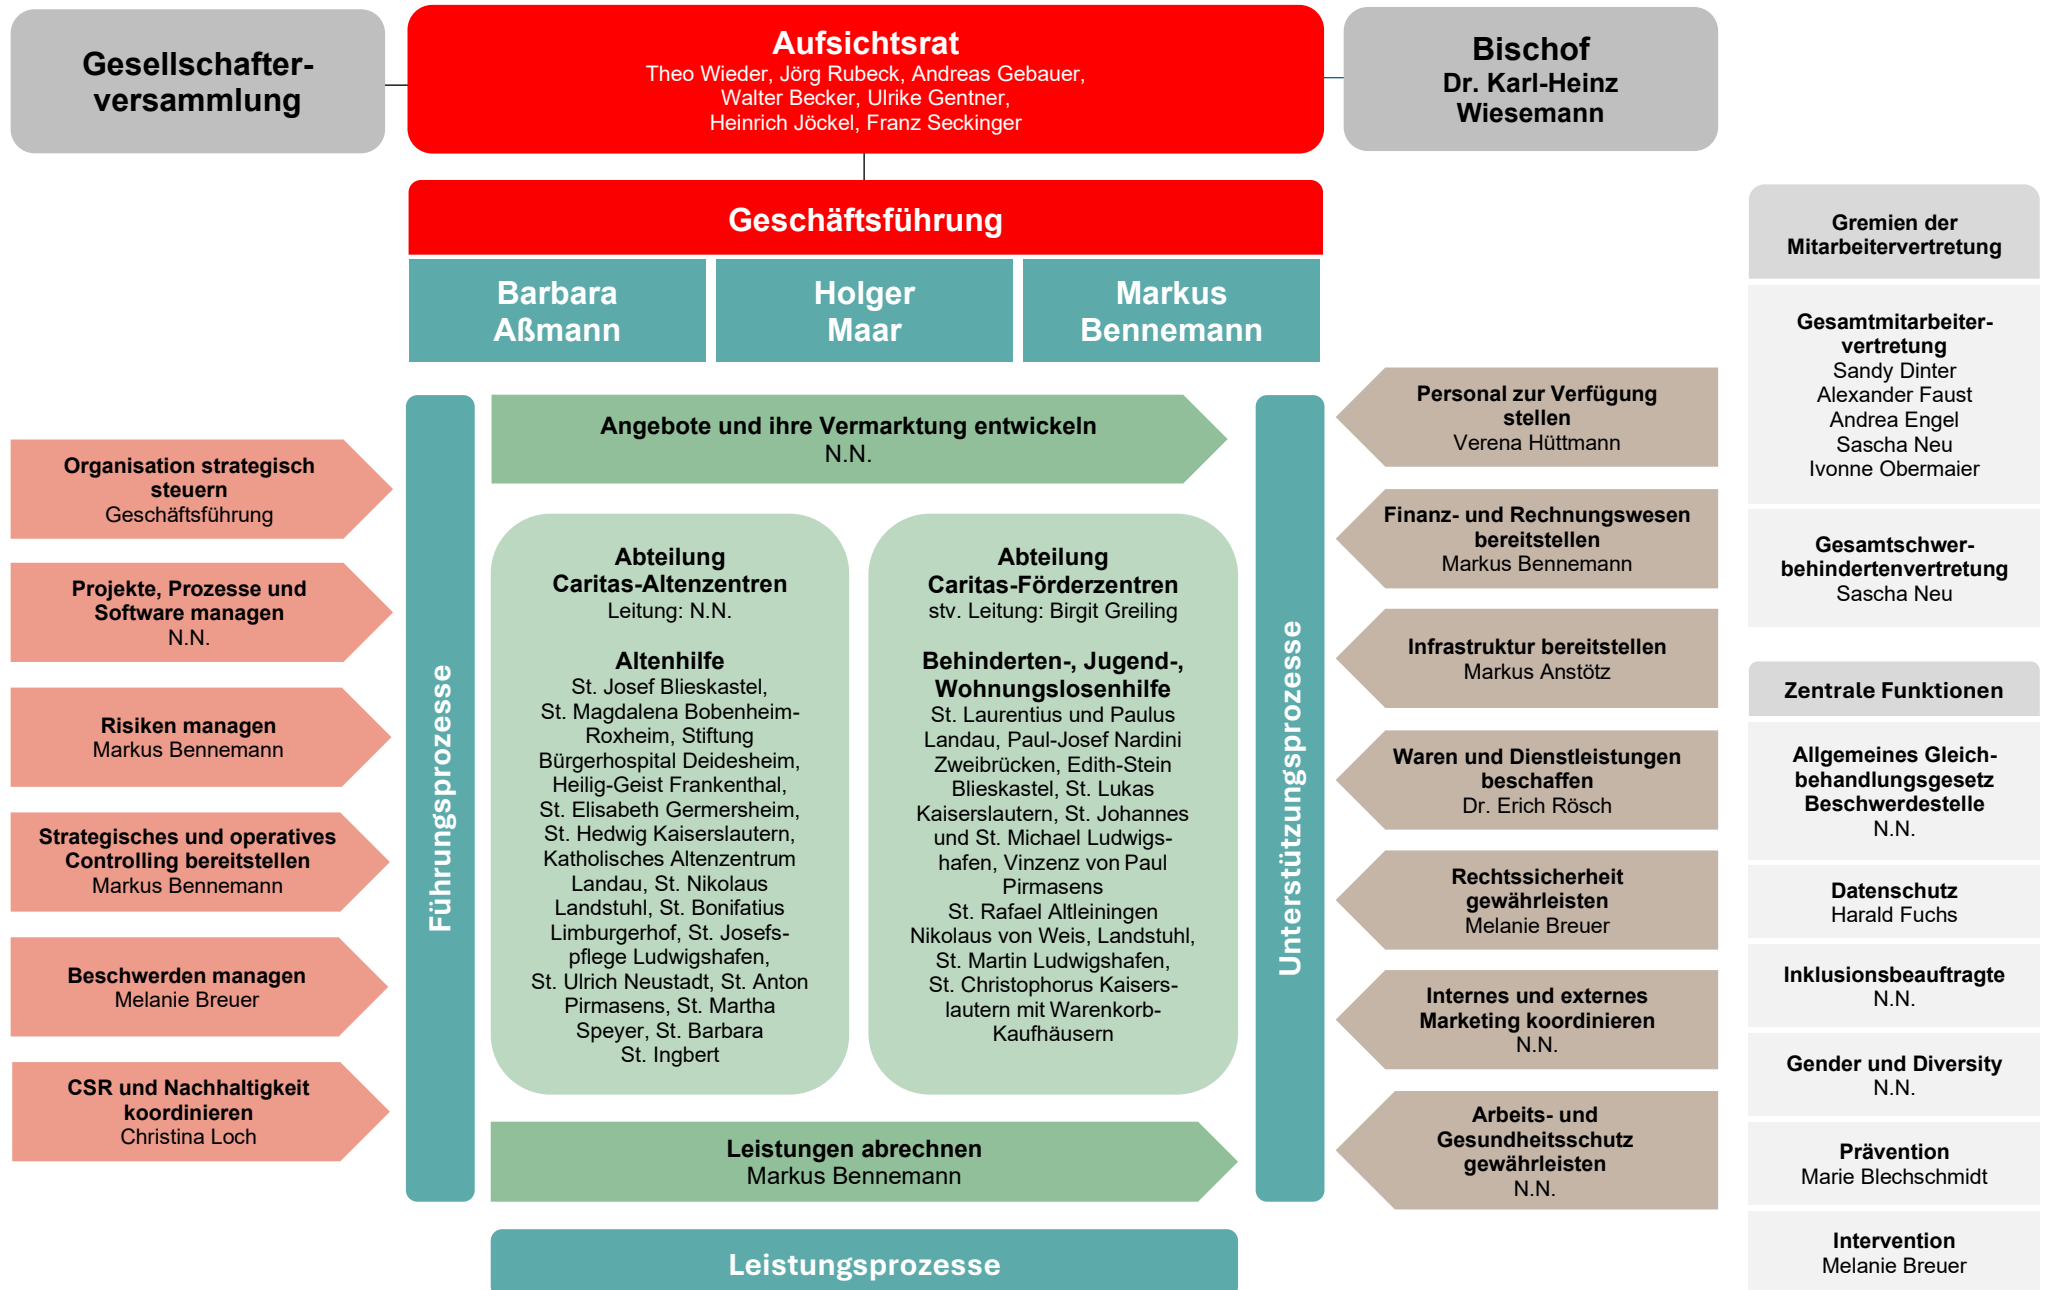 Gesellschafter-
versammlung
Aufsichtsrat
Theo Wieder, Jörg Rubeck, Andreas Gebauer,
Walter Becker, Ulrike Gentner,
Heinrich Jöckel, Franz Seckinger
Bischof
Dr. Karl-Heinz
Wiesemann
Geschäftsführung
Barbara
Aßmann
Holger
Maar
Markus
Bennemann
Organisation strategisch
steuern
Geschäftsführung
Projekte, Prozesse und
Software managen
N.N.
Risiken managen
Markus Bennemann
Strategisches und operatives
Controlling bereitstellen
Markus Bennemann
Beschwerden managen
Melanie Breuer
CSR und Nachhaltigkeit
koordinieren
Christina Loch
Führungsprozesse
Angebote und ihre Vermarktung entwickeln
N.N.
Abteilung
Caritas-Altenzentren
Leitung: N.N.
Altenhilfe
St. Josef Blieskastel,
St. Magdalena Bobenheim-
Roxheim, Stiftung
Bürgerhospital Deidesheim,
Heilig-Geist Frankenthal,
St. Elisabeth Germersheim,
St. Hedwig Kaiserslautern,
Katholisches Altenzentrum
Landau, St. Nikolaus
Landstuhl, St. Bonifatius
Limburgerhof, St. Josefs-
pflege Ludwigshafen,
St. Ulrich Neustadt, St. Anton
Pirmasens, St. Martha
Speyer, St. Barbara
St. Ingbert
Abteilung
Caritas-Förderzentren
stv. Leitung: Birgit Greiling
Behinderten-, Jugend-,
Wohnungslosenhilfe
St. Laurentius und Paulus
Landau, Paul-Josef Nardini
Zweibrücken, Edith-Stein
Blieskastel, St. Lukas
Kaiserslautern, St. Johannes
und St. Michael Ludwigs-
hafen, Vinzenz von Paul
Pirmasens
St. Rafael Altleiningen
Nikolaus von Weis, Landstuhl,
St. Martin Ludwigshafen,
St. Christophorus Kaisers-
lautern mit Warenkorb-
Kaufhäusern
Leistungen abrechnen
Markus Bennemann
Leistungsprozesse
Unterstützungsprozesse
Personal zur Verfügung
stellen
Verena Hüttmann
Finanz- und Rechnungswesen
bereitstellen
Markus Bennemann
Infrastruktur bereitstellen
Markus Anstötz
Waren und Dienstleistungen
beschaffen
Dr. Erich Rösch
Rechtssicherheit
gewährleisten
Melanie Breuer
Internes und externes
Marketing koordinieren
N.N.
Arbeits- und
Gesundheitsschutz
gewährleisten
N.N.
Gremien der
Mitarbeitervertretung
Gesamtmitarbeiter-
vertretung
Sandy Dinter
Alexander Faust
Andrea Engel
Sascha Neu
Ivonne Obermaier
Gesamtschwer-
behindertenvertretung
Sascha Neu
Zentrale Funktionen
Allgemeines Gleich-
behandlungsgesetz
Beschwerdestelle
N.N.
Datenschutz
Harald Fuchs
Inklusionsbeauftragte
N.N.
Gender und Diversity
N.N.
Prävention
Marie Blechschmidt
Intervention
Melanie Breuer